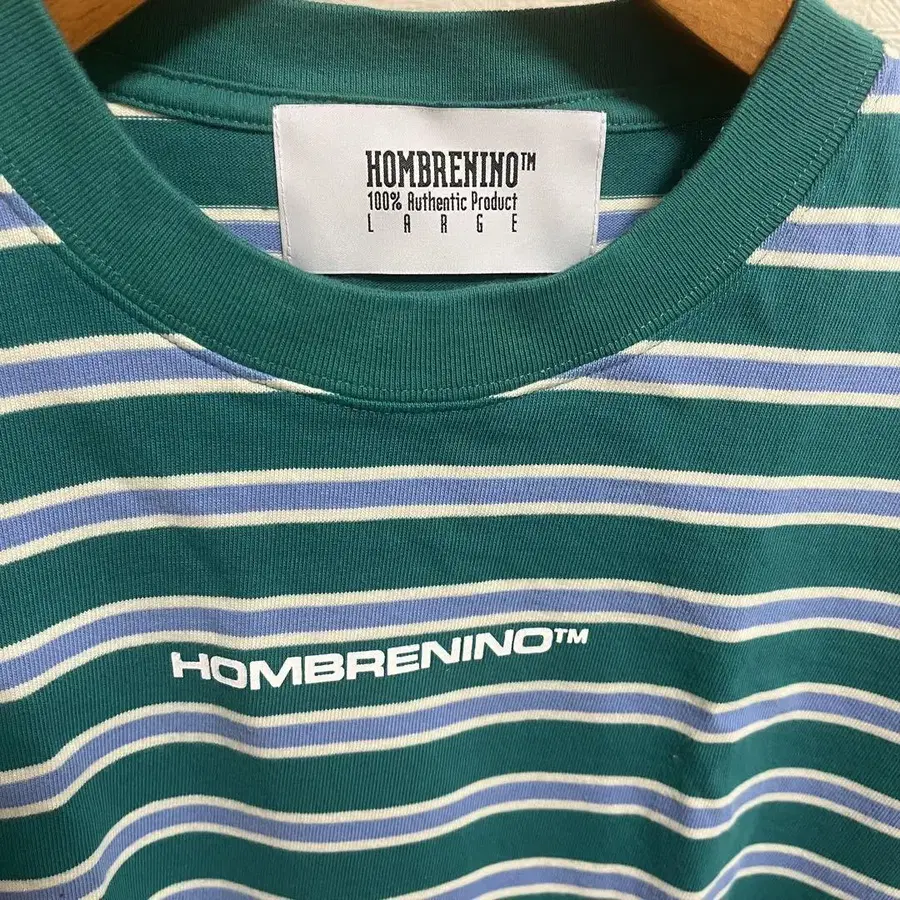 HOMBRENINO™
100% Authentic Product
LARGE
HOMBRENINO™